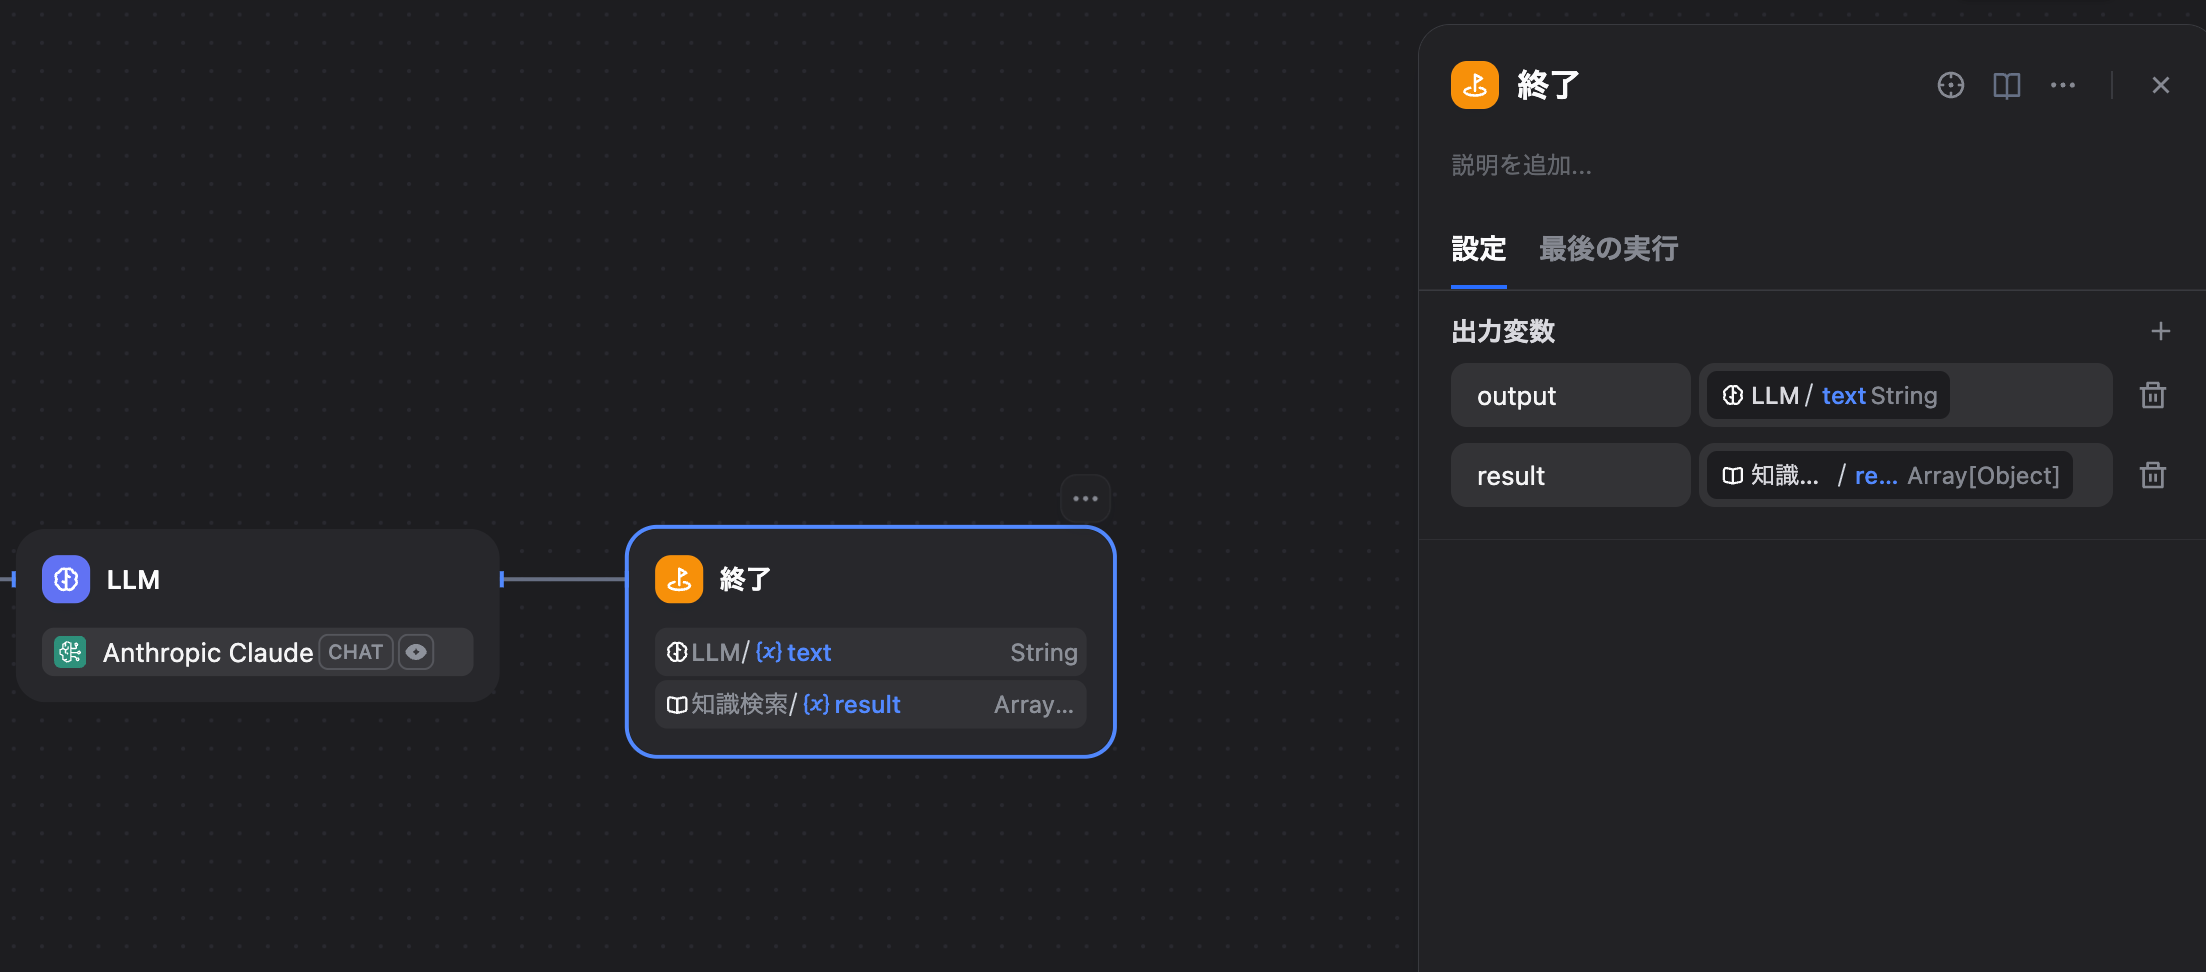 LLM
Anthropic Claude CHAT
終了
LLM/ {x} text String
知識検索/ {x} result Array...
終了
説明を追加...
設定 最後の実行
出力変数
output LLM / text String
result 知識... / re... Array[Object]